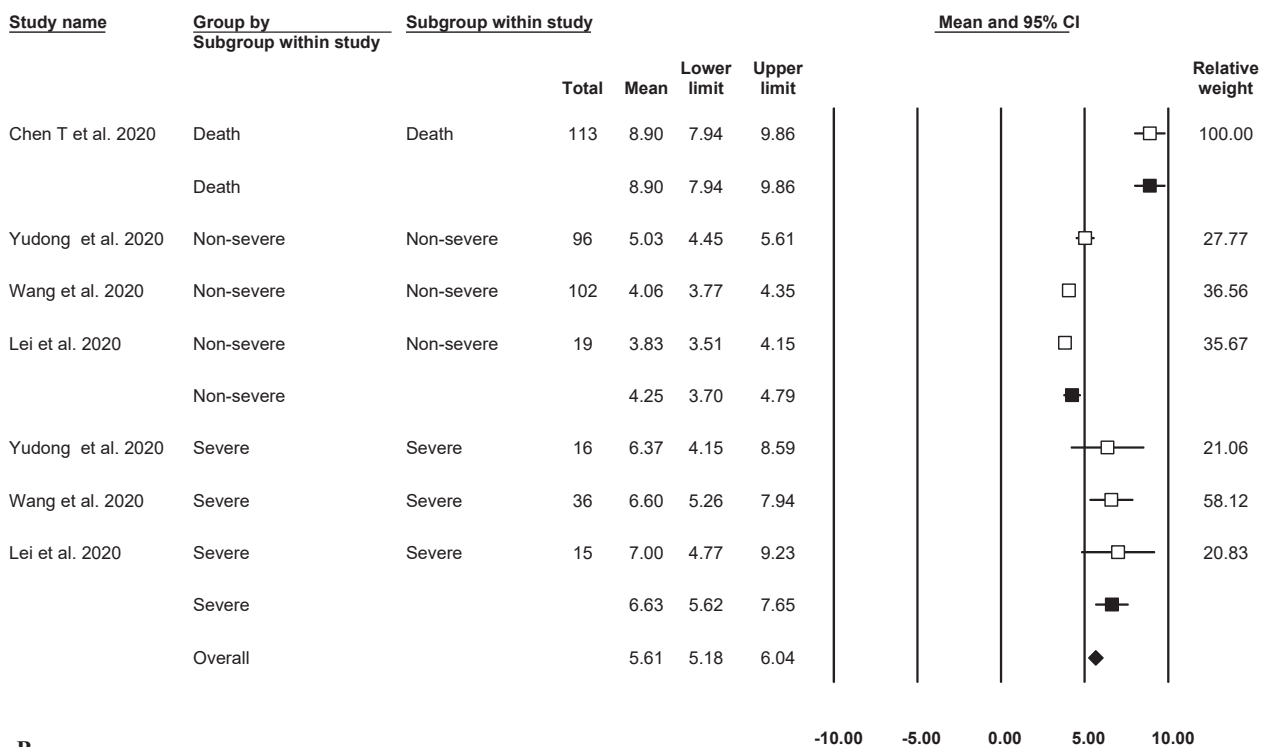 Study name Group by Subgroup within study Mean and 95% CI
Subgroup within study
Lower Upper Relative
Total Mean limit limit weight
Chen T et al. 2020 Death Death 113 8.90 7.94 9.86 100.00
Death 8.90 7.94 9.86
Yudong et al. 2020 Non-severe Non-severe 96 5.03 4.45 5.61 27.77
Wang et al. 2020 Non-severe Non-severe 102 4.06 3.77 4.35 36.56
Lei et al. 2020 Non-severe Non-severe 19 3.83 3.51 4.15 35.67
Non-severe 4.25 3.70 4.79
Yudong et al. 2020 Severe Severe 16 6.37 4.15 8.59 21.06
Wang et al. 2020 Severe Severe 36 6.60 5.26 7.94 58.12
Lei et al. 2020 Severe Severe 15 7.00 4.77 9.23 20.83
Severe 6.63 5.62 7.65
Overall 5.61 5.18 6.04
-10.00 -5.00 0.00 5.00 10.00